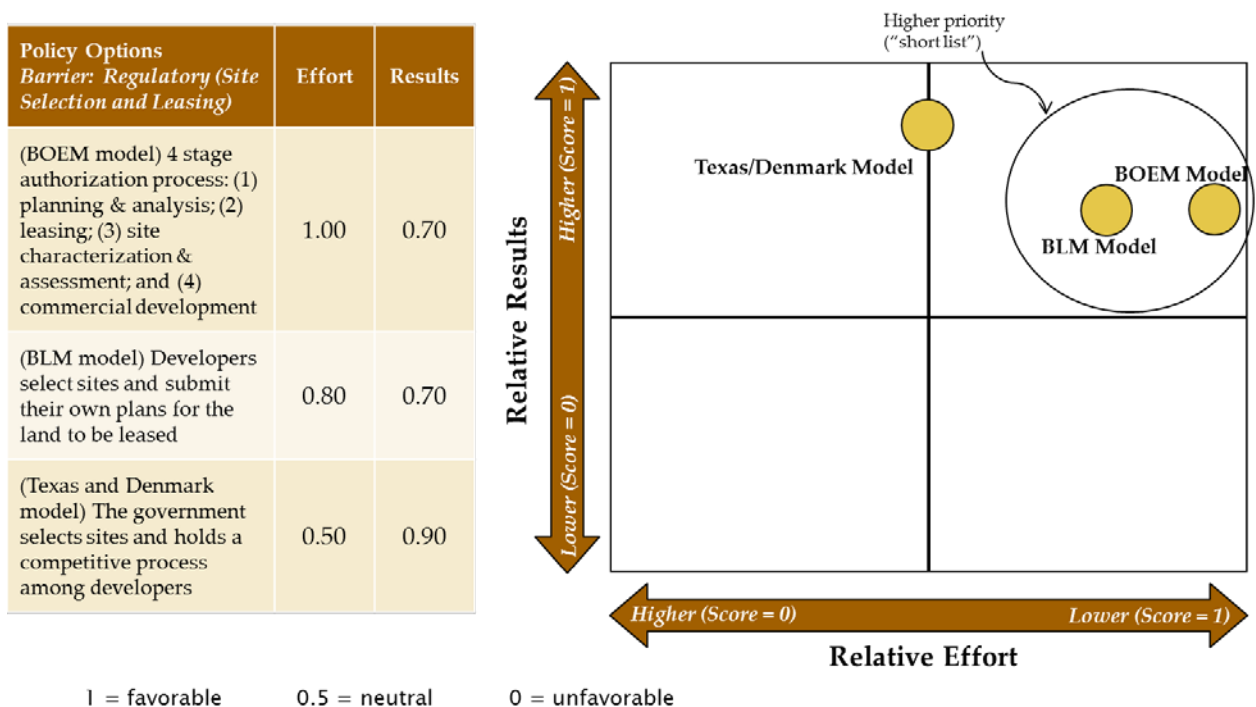 Policy Options
Barrier: Regulatory (Site
Selection and Leasing)
Effort
Results
(BOEM model) 4 stage
authorization process: (1)
planning & analysis; (2)
leasing; (3) site
characterization &
assessment; and (4)
commercial development
1.00
0.70
(BLM model) Developers
select sites and submit
their own plans for the
land to be leased
0.80
0.70
(Texas and Denmark
model) The government
selects sites and holds a
competitive process
among developers
0.50
0.90
Higher priority
("short list")
Relative Results
Higher (Score = 1)
Lower (Score = 0)
Texas/Denmark Model
BOEM Model
BLM Model
Higher (Score = 0)
Lower (Score = 1)
Relative Effort
1 = favorable
0.5 = neutral
0 = unfavorable